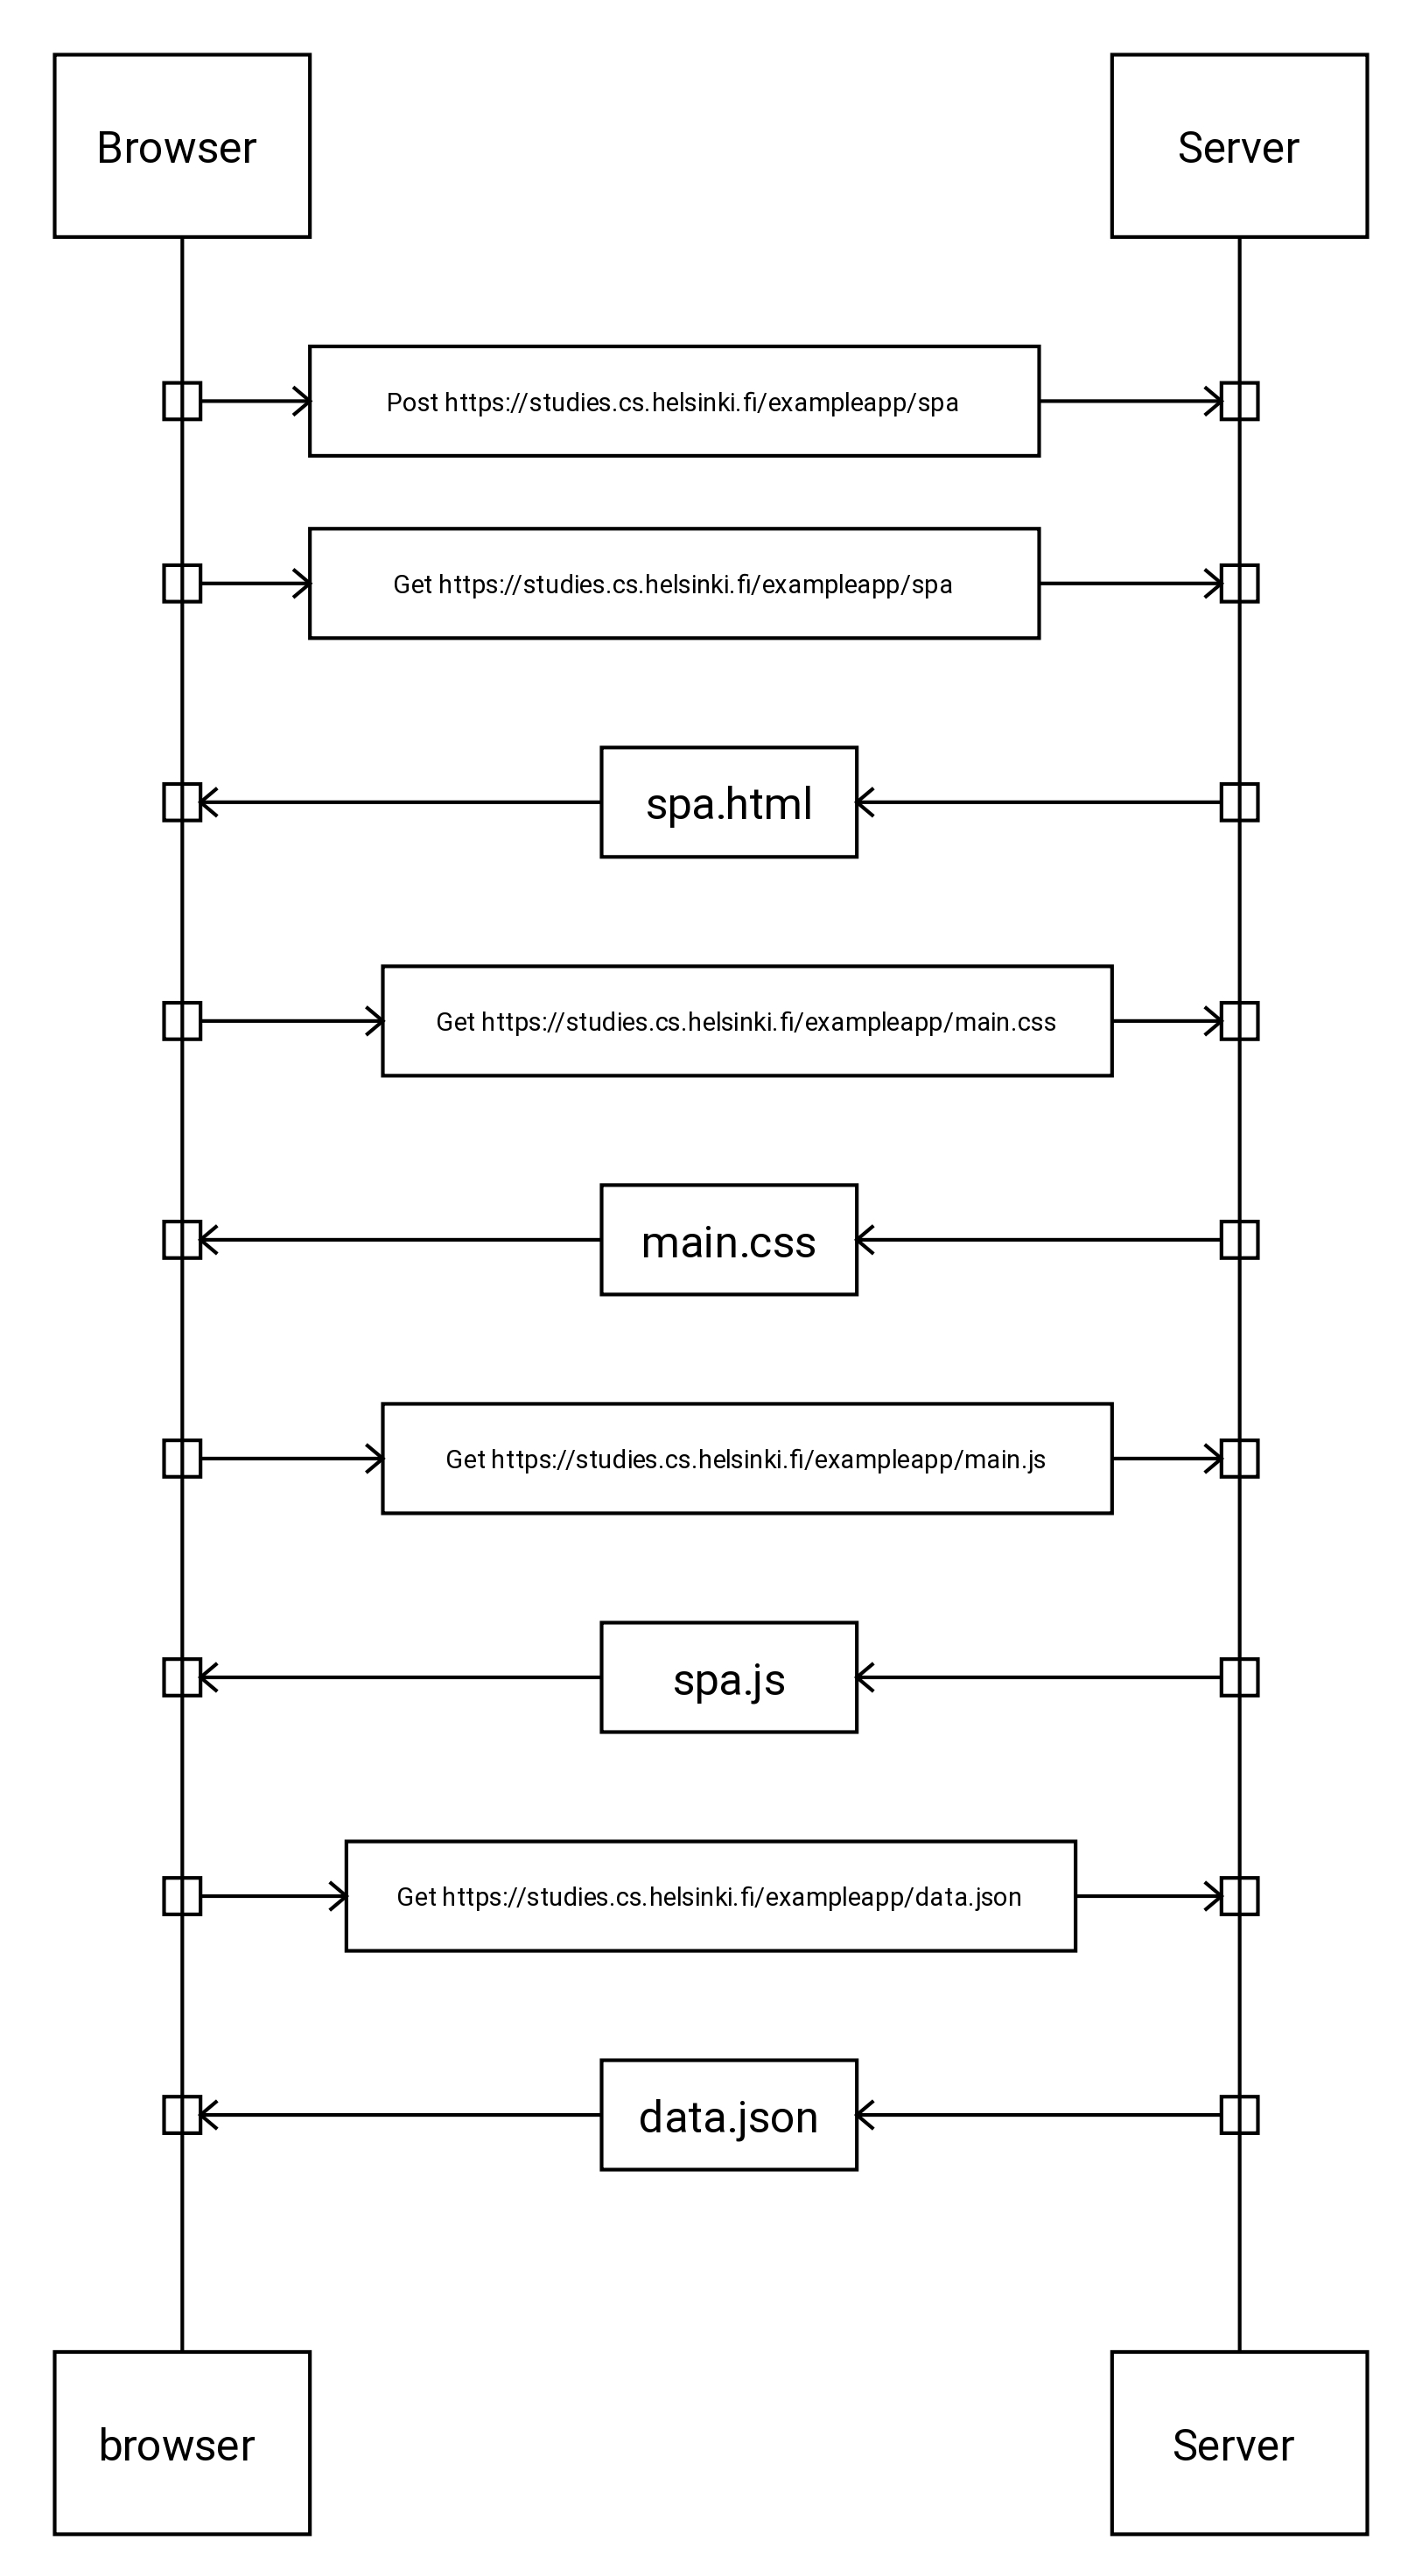 Browser
Server
Post https://studies.cs.helsinki.fi/exampleapp/spa
Get https://studies.cs.helsinki.fi/exampleapp/spa
spa.html
Get https://studies.cs.helsinki.fi/exampleapp/main.css
main.css
Get https://studies.cs.helsinki.fi/exampleapp/main.js
spa.js
Get https://studies.cs.helsinki.fi/exampleapp/data.json
data.json
browser
Server